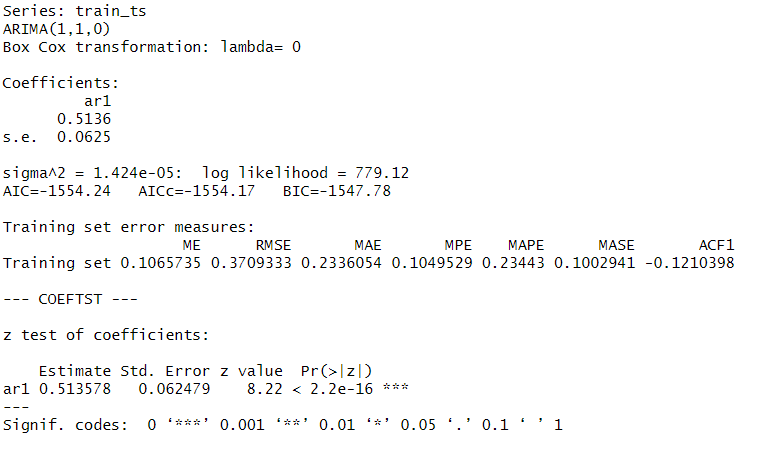 Series: train_ts
ARIMA(1,1,0)
Box Cox transformation: lambda= 0
Coefficients:
ar1
0.5136
s.e. 0.0625
sigma^2 = 1.424e-05: log likelihood = 779.12
AIC=-1554.24 AICc=-1554.17 BIC=-1547.78
Training set error measures:
ME RMSE MAE MPE MAPE MASE ACF1
Training set 0.1065735 0.3709333 0.2336054 0.1049529 0.23443 0.1002941 -0.1210398
--- COEFTST ---
z test of coefficients:
Estimate Std. Error z value Pr(>|z|)
ar1 0.513578 0.062479 8.22 < 2.2e-16 ***
---
Signif. codes: 0 ‘***’ 0.001 ‘**’ 0.01 ‘*’ 0.05 ‘.’ 0.1 ‘ ’ 1